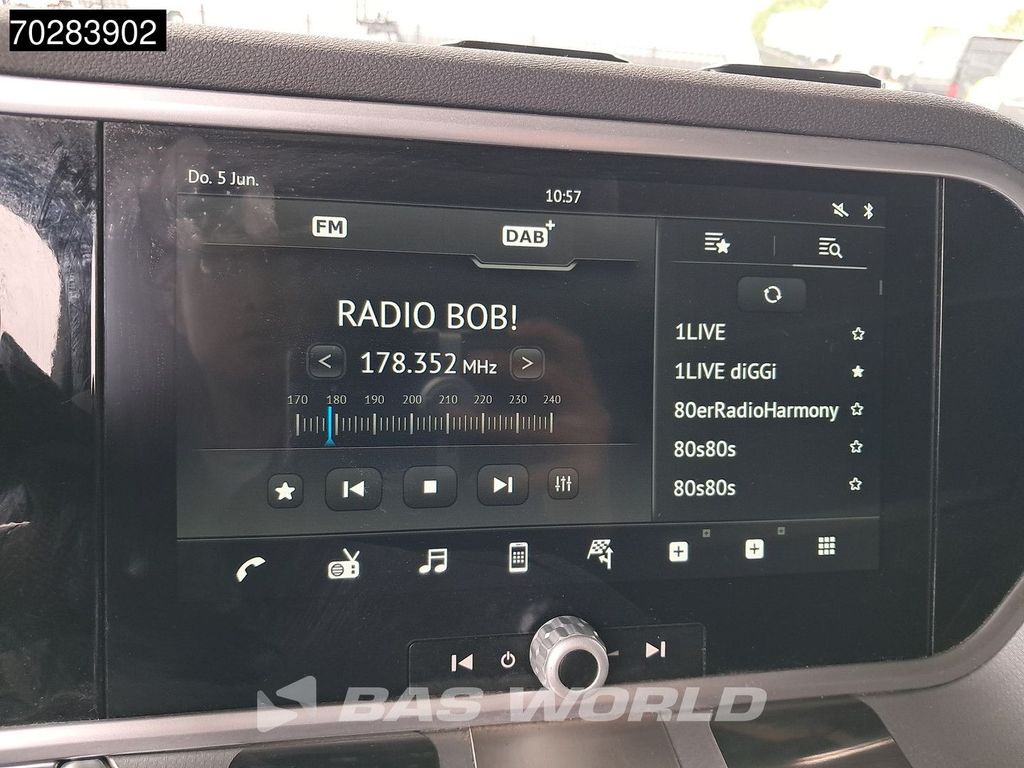 70283902
Do. 5 Jun.
10:57
FM
DAB+
RADIO BOB!
< 178.352 MHz >
170 180 190 200 210 220 230 240
1LIVE
1LIVE diGGi
80erRadioHarmony
80s80s
80s80s
BAS WORLD